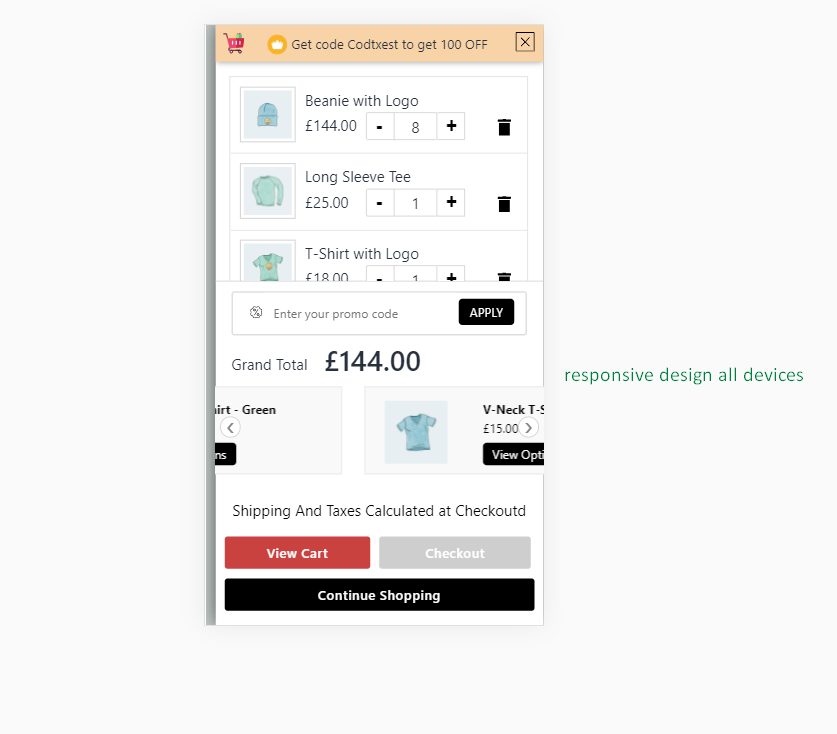 Get code Codtxest to get 100 OFF
Beanie with Logo
£144.00 - 8 +
Long Sleeve Tee
£25.00 - 1 +
T-Shirt with Logo
£18.00 - 1 +
Enter your promo code APPLY
Grand Total £144.00
responsive design all devices
irt - Green
ns
V-Neck T-S
£15.00
View Opti
Shipping And Taxes Calculated at Checkoutd
View Cart Checkout
Continue Shopping